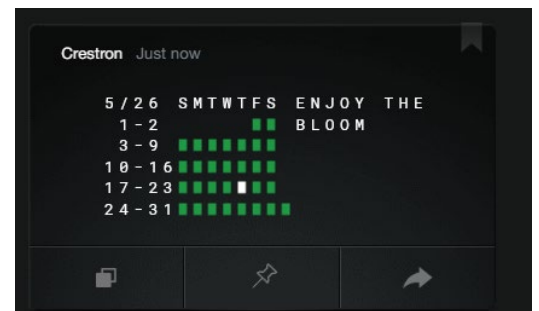 Crestron Just now
5/26 SMTWTFS ENJOY THE
1-2 BLOOM
3-9
10-16
17-23
24-31